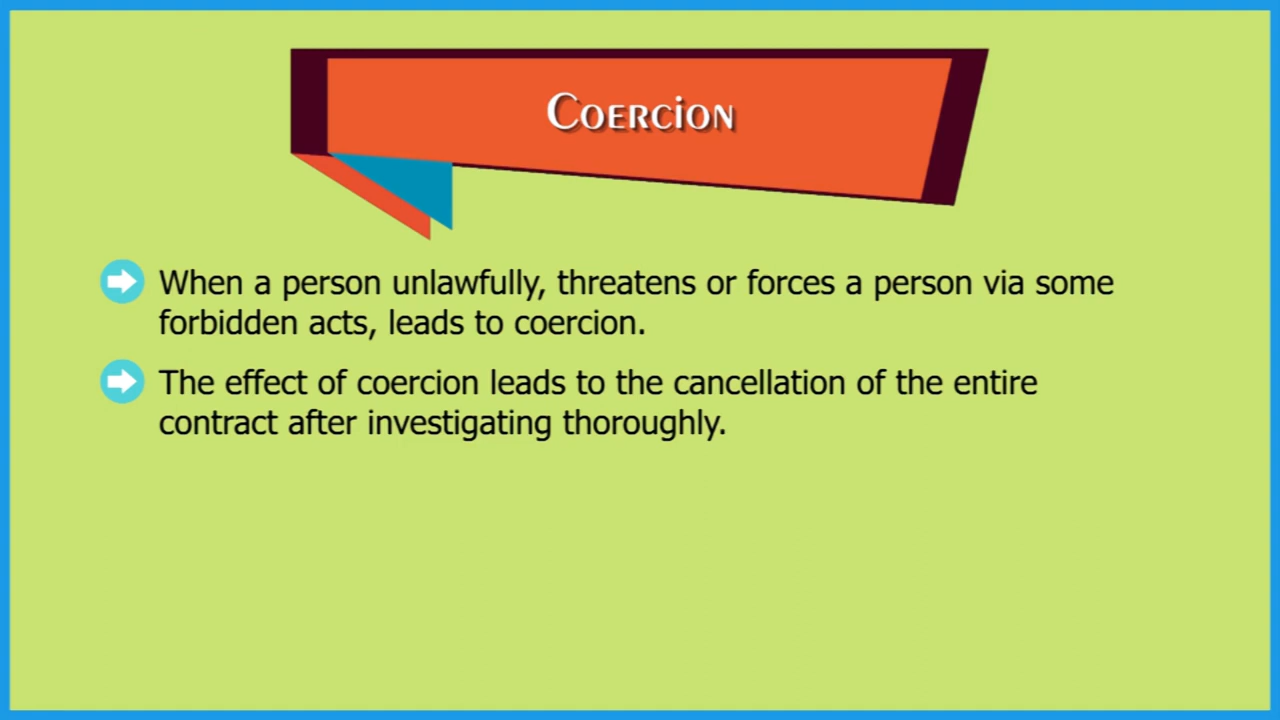 Coercion
When a person unlawfully, threatens or forces a person via some
forbidden acts, leads to coercion.
The effect of coercion leads to the cancellation of the entire
contract after investigating thoroughly.